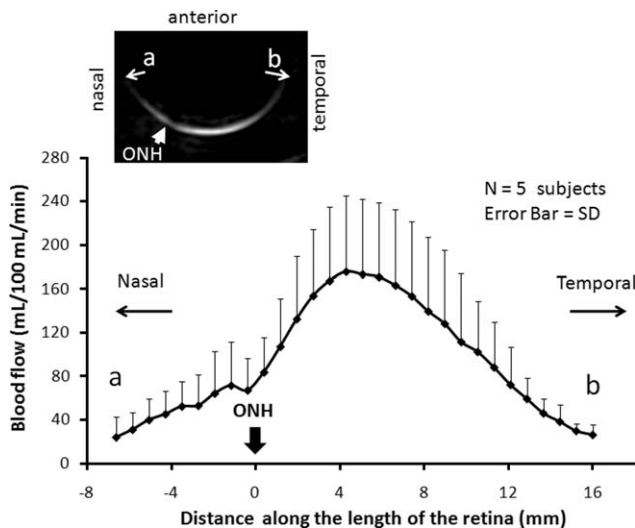 anterior
a
b
nasal
temporal
ONH
280
240
200
160
120
80
40
0
Blood flow (mL/100 mL/min)
N = 5 subjects
Error Bar = SD
Nasal
Temporal
a
b
ONH
-8
-4
0
4
8
12
16
Distance along the length of the retina (mm)